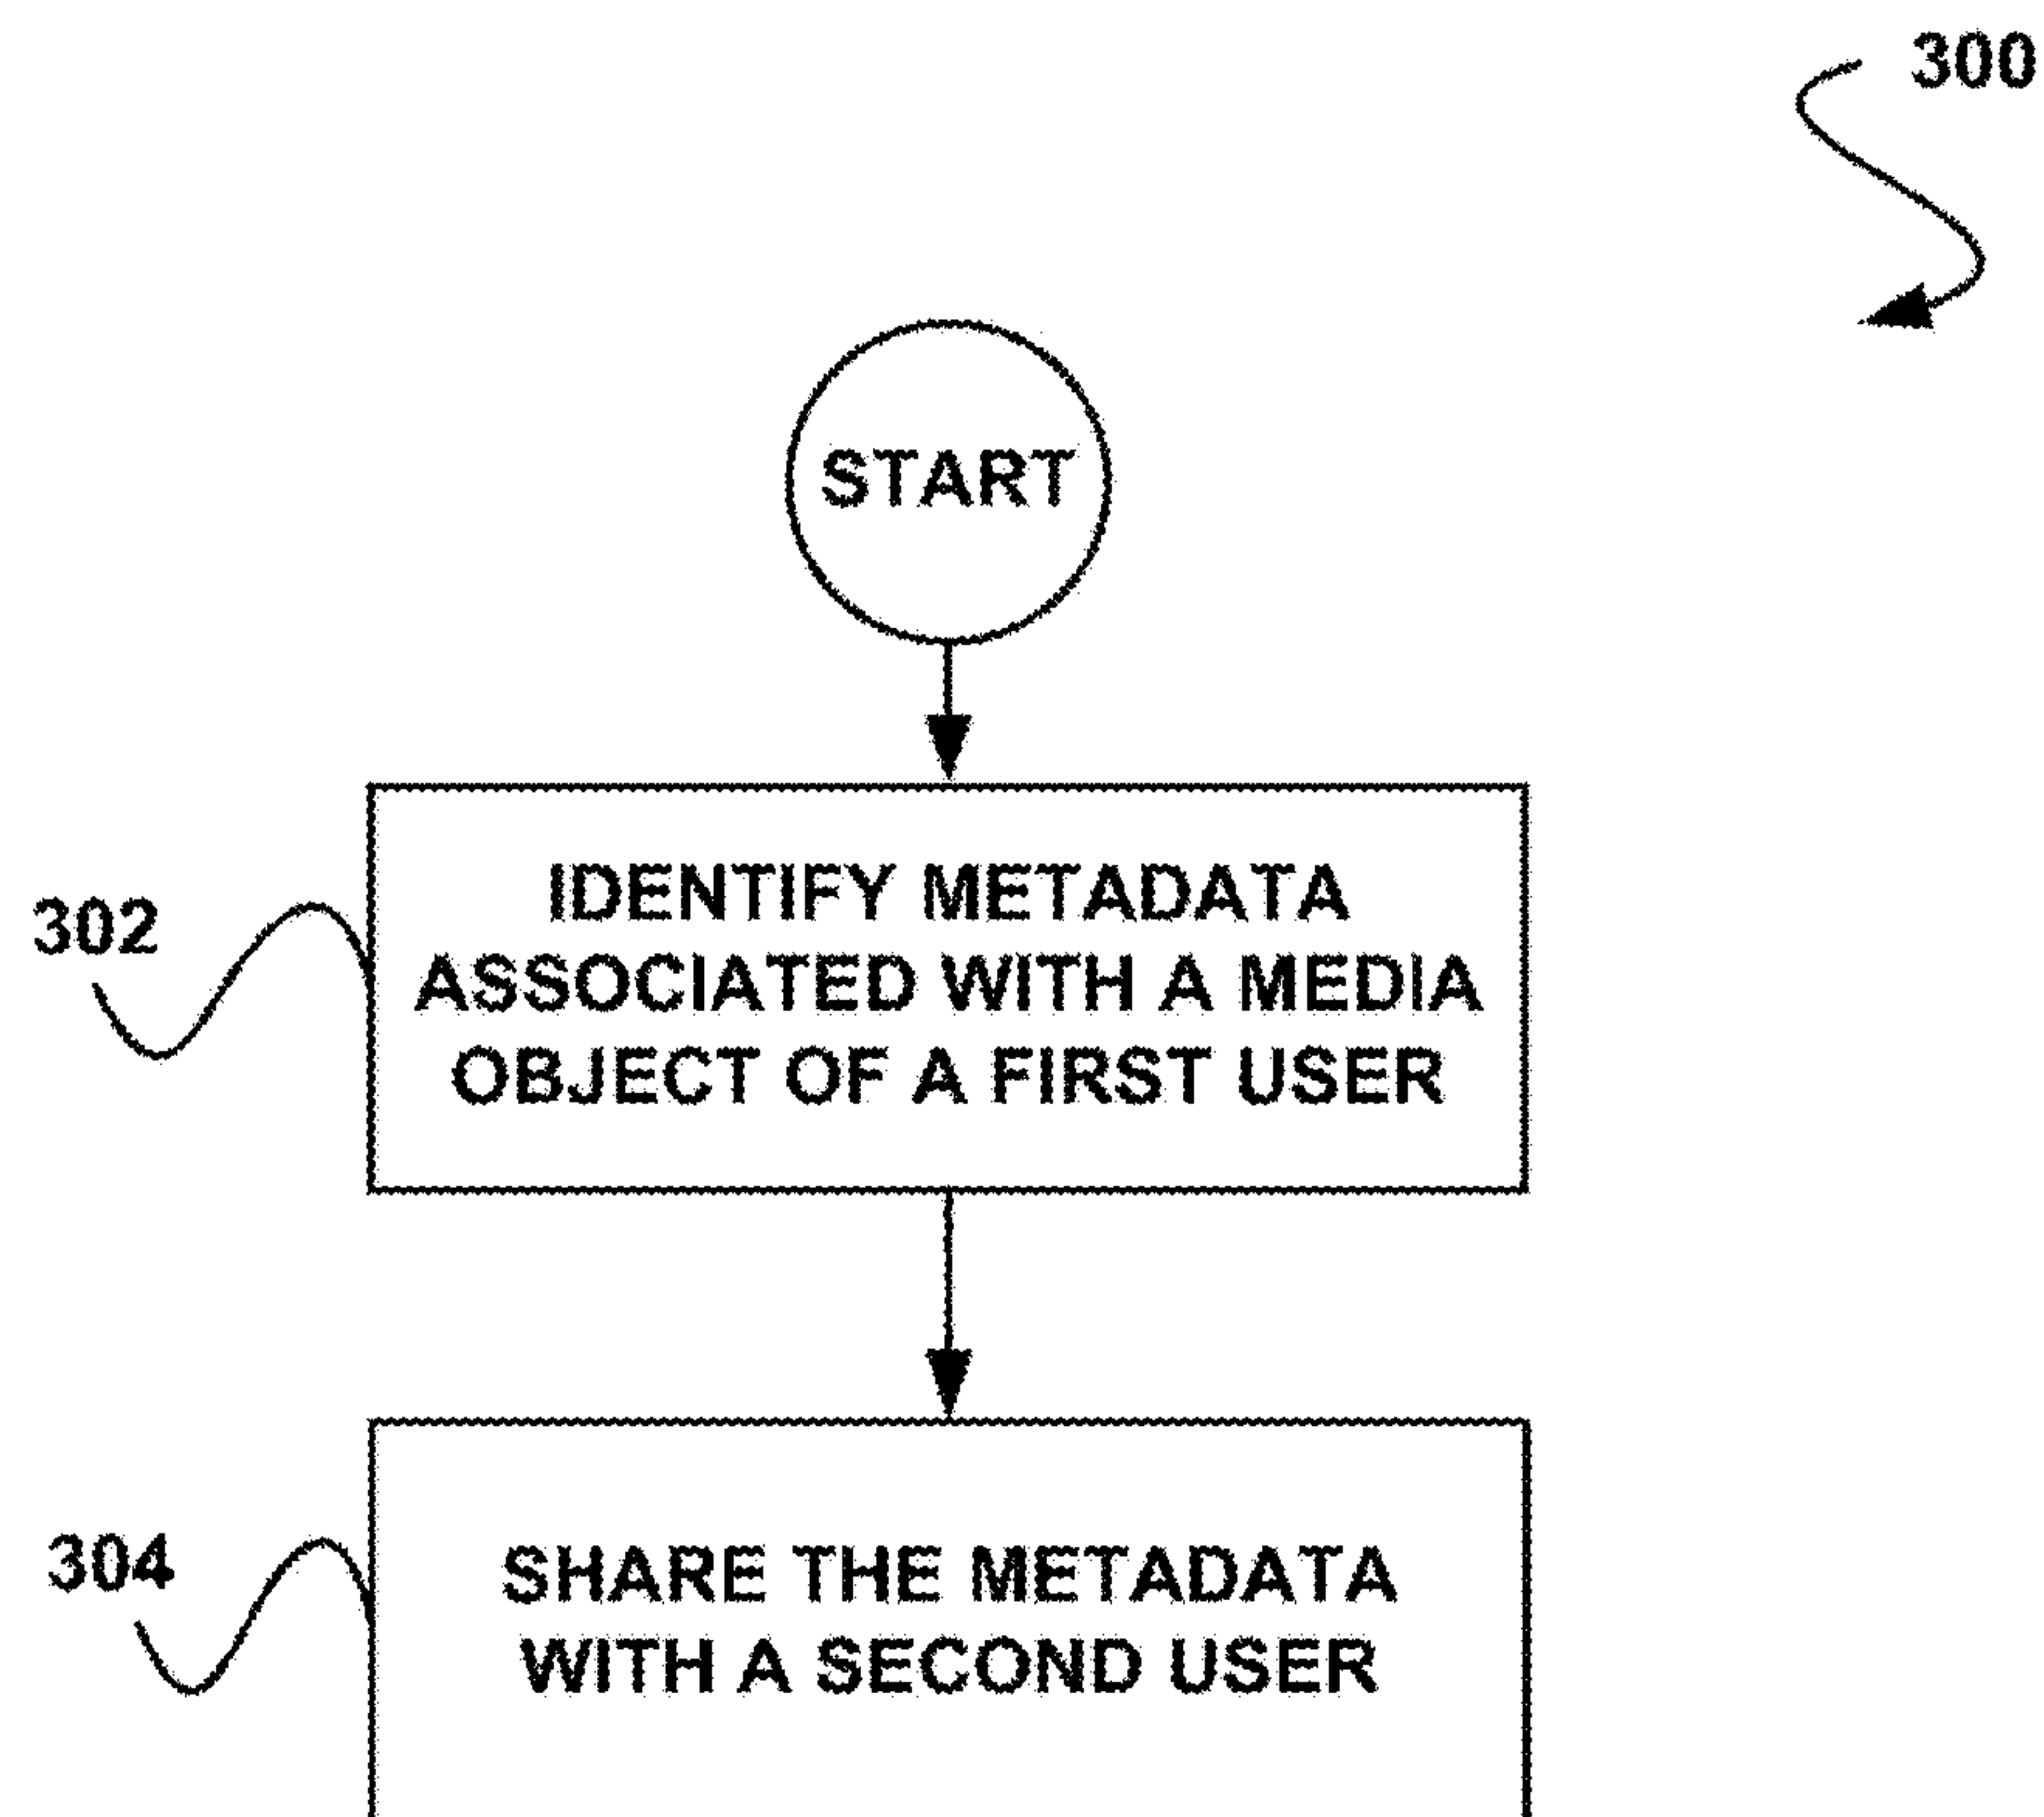 300
START
302
IDENTIFY METADATA
ASSOCIATED WITH A MEDIA
OBJECT OF A FIRST USER
304
SHARE THE METADATA
WITH A SECOND USER